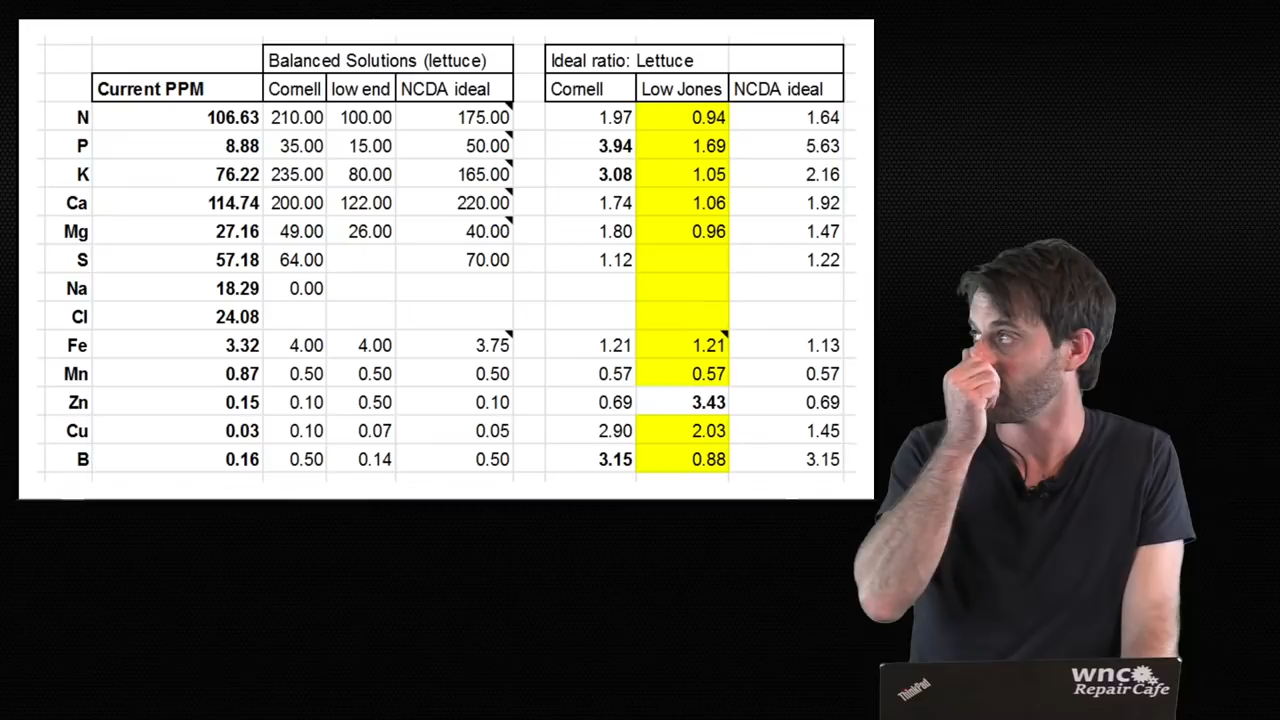 Balanced Solutions (lettuce) Ideal ratio: Lettuce
Current PPM Cornell low end NCDA ideal Cornell Low Jones NCDA ideal
N 106.63 210.00 100.00 175.00 1.97 0.94 1.64
P 8.88 35.00 15.00 50.00 3.94 1.69 5.63
K 76.22 235.00 80.00 165.00 3.08 1.05 2.16
Ca 114.74 200.00 122.00 220.00 1.74 1.06 1.92
Mg 27.16 49.00 26.00 40.00 1.80 0.96 1.47
S 57.18 64.00 70.00 1.12 1.22
Na 18.29 0.00
Cl 24.08
Fe 3.32 4.00 4.00 3.75 1.21 1.21 1.13
Mn 0.87 0.50 0.50 0.50 0.57 0.57 0.57
Zn 0.15 0.10 0.50 0.10 0.69 3.43 0.69
Cu 0.03 0.10 0.07 0.05 2.90 2.03 1.45
B 0.16 0.50 0.14 0.50 3.15 0.88 3.15
ThinkPad
wnc
Repair Cafe